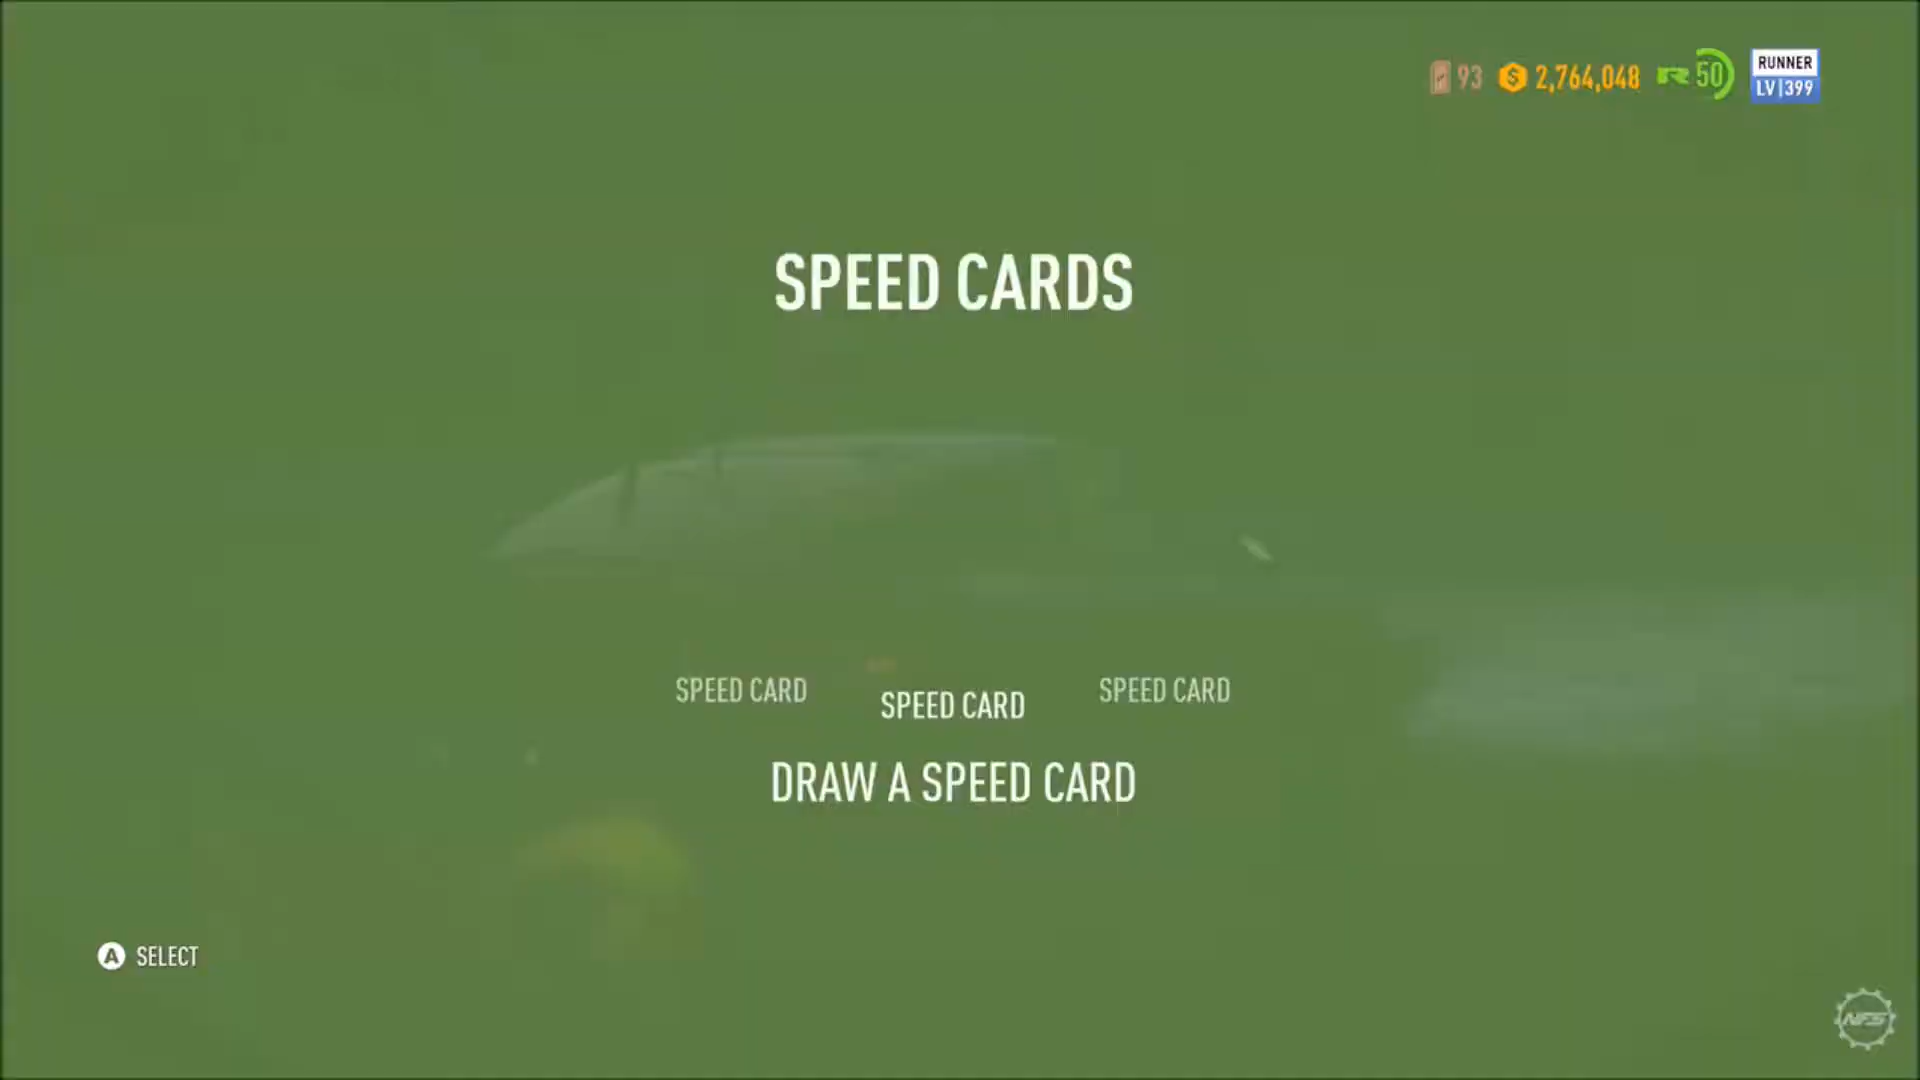 93 2,764,048 R 50 RUNNER
LV|399
SPEED CARDS
SPEED CARD SPEED CARD SPEED CARD
DRAW A SPEED CARD
A SELECT
NFS